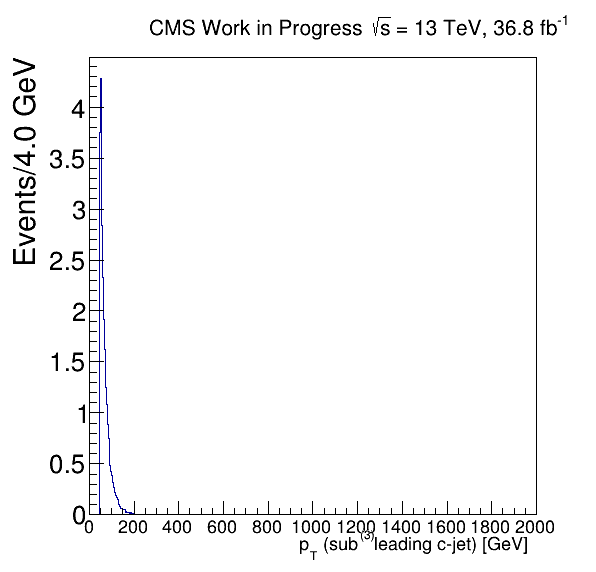 CMS Work in Progress √s = 13 TeV, 36.8 fb⁻¹
Events/4.0 GeV
4
3.5
3
2.5
2
1.5
1
0.5
0
0 200 400 600 800 1000 1200 1400 1600 1800 2000
p_T (sub⁽³⁾leading c-jet) [GeV]